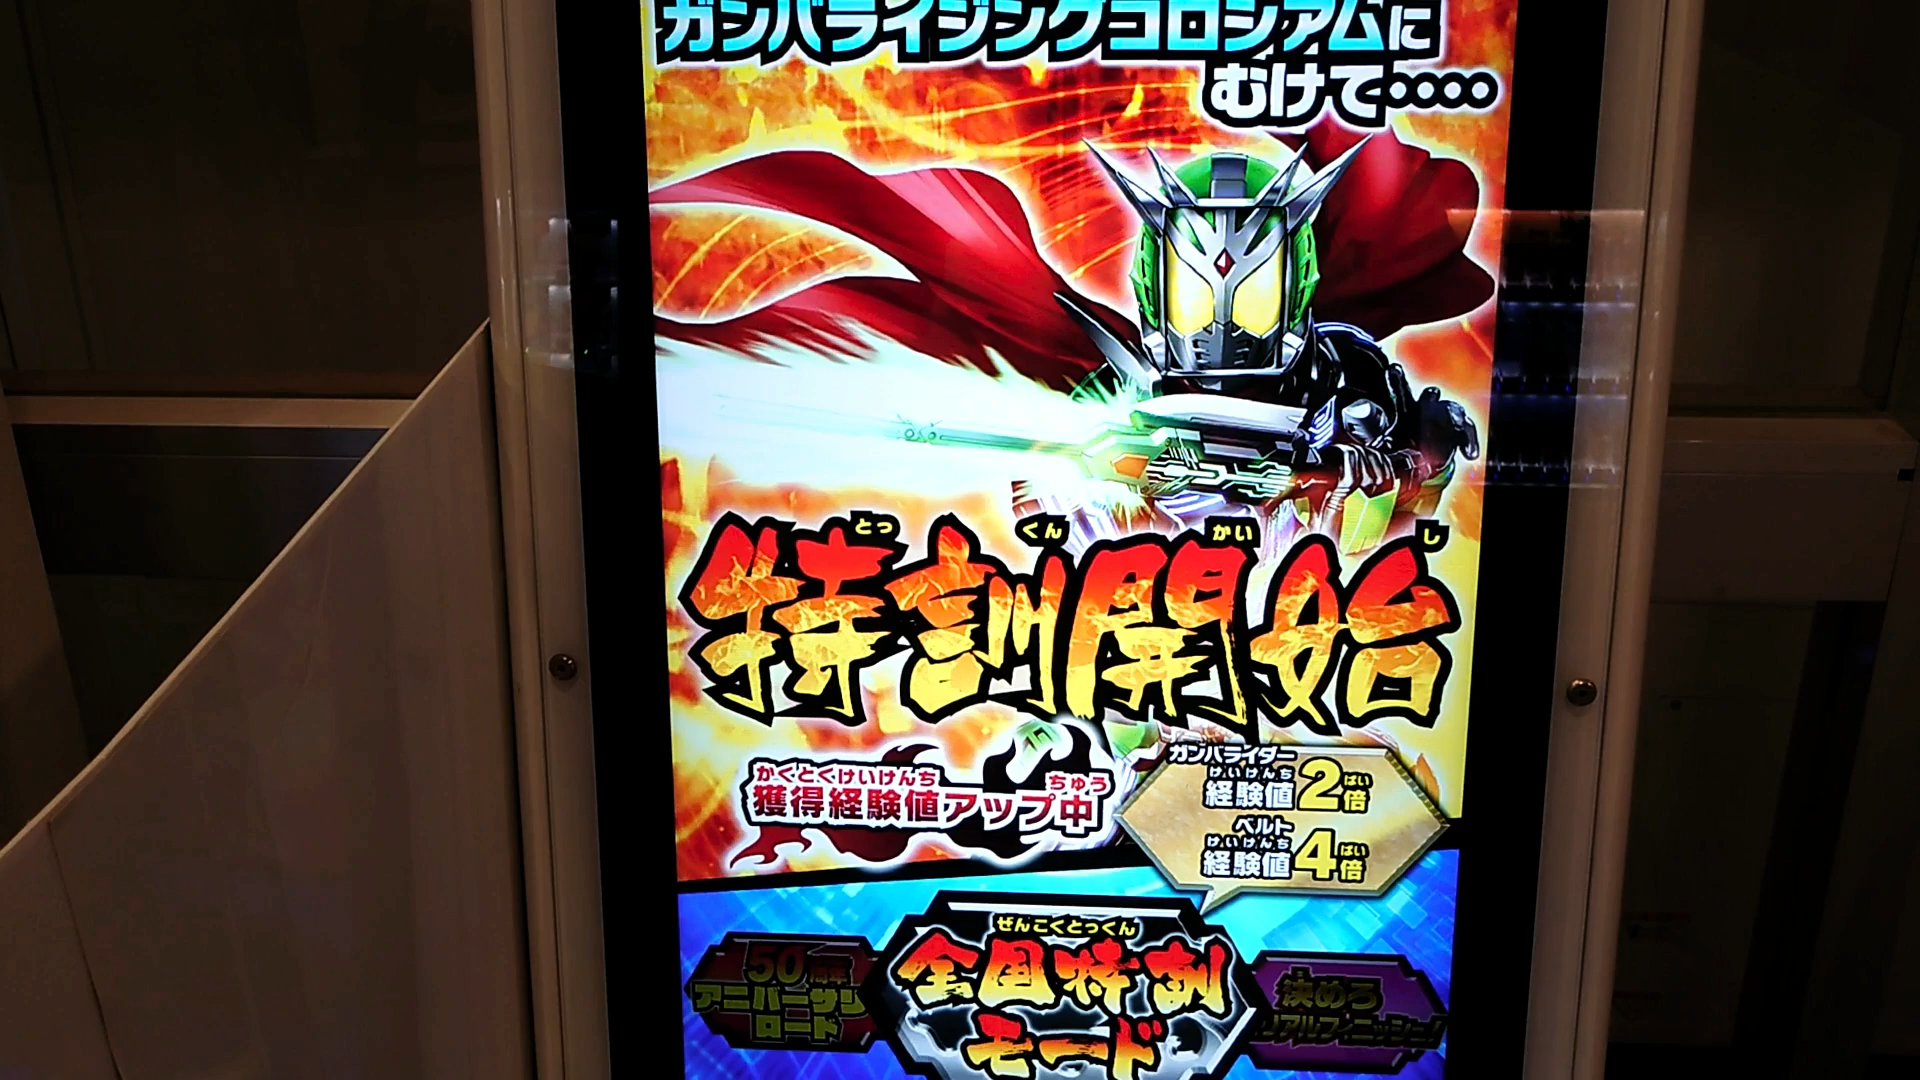 ガンバライジングコロシアムに
むけて‥‥
とっ くん かい し
特訓開始
かくとくけいけんち ちゅう
獲得経験値アップ中
ガンバライダー
けいけんち ばい
経験値2倍
ベルト
けいけんち ばい
経験値4倍
ぜんこくとっくん
全国特訓
モード
50周年
アニバーサリ
ロード
決めろ
リアルフィニッシュ!